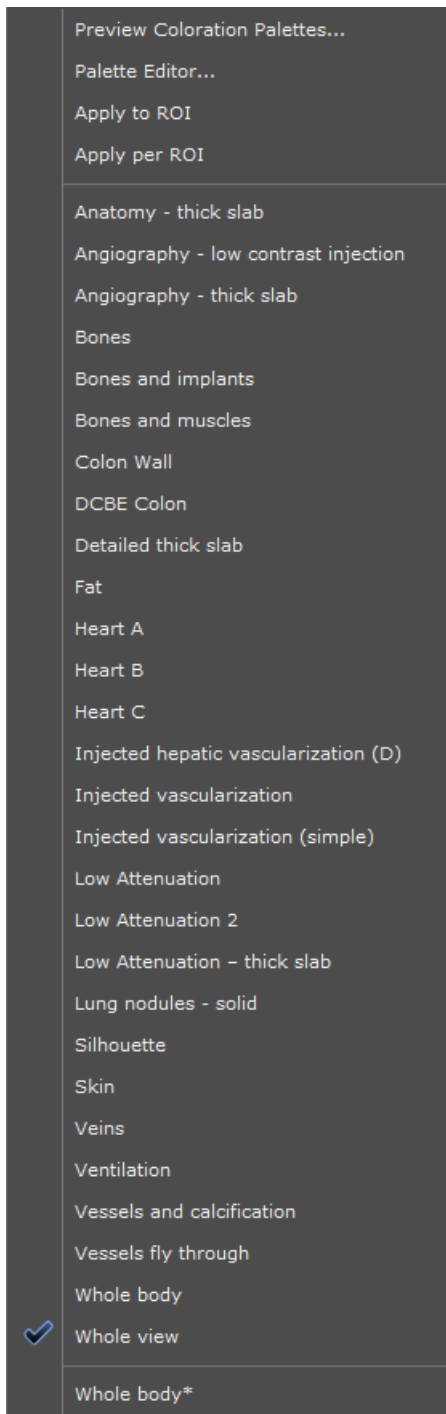 Preview Coloration Palettes...
Palette Editor...
Apply to ROI
Apply per ROI
Anatomy - thick slab
Angiography - low contrast injection
Angiography - thick slab
Bones
Bones and implants
Bones and muscles
Colon Wall
DCBE Colon
Detailed thick slab
Fat
Heart A
Heart B
Heart C
Injected hepatic vascularization (D)
Injected vascularization
Injected vascularization (simple)
Low Attenuation
Low Attenuation 2
Low Attenuation – thick slab
Lung nodules - solid
Silhouette
Skin
Veins
Ventilation
Vessels and calcification
Vessels fly through
Whole body
Whole view
Whole body*